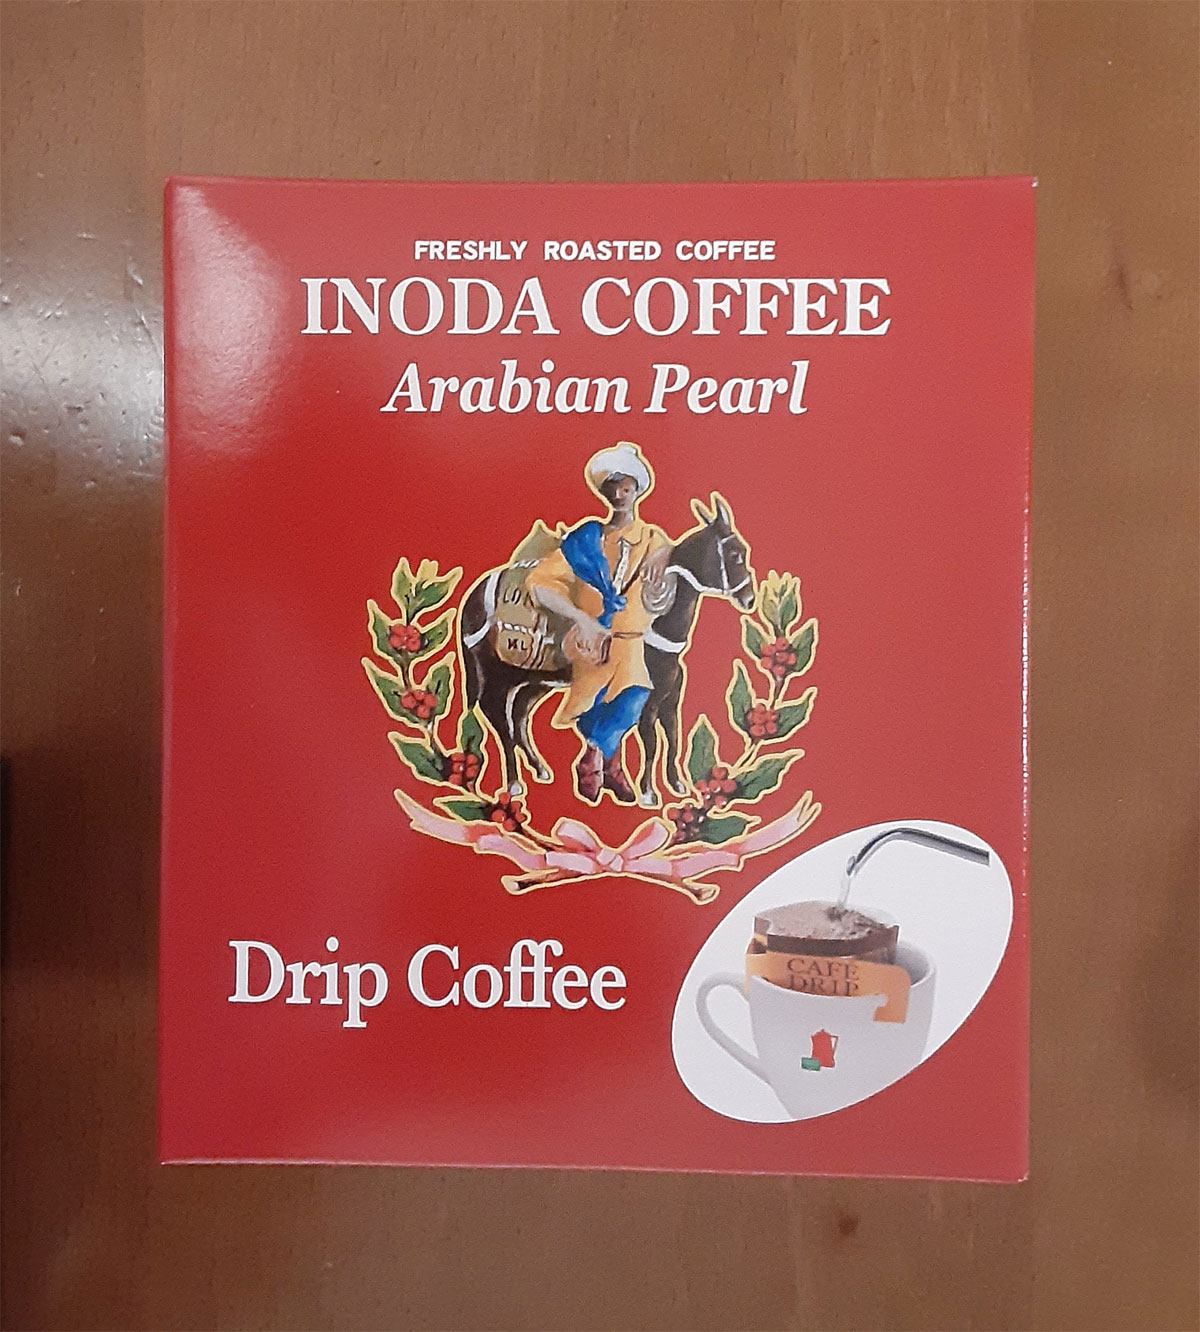 FRESHLY ROASTED COFFEE
INODA COFFEE
Arabian Pearl
Drip Coffee
CAFE
DRIP